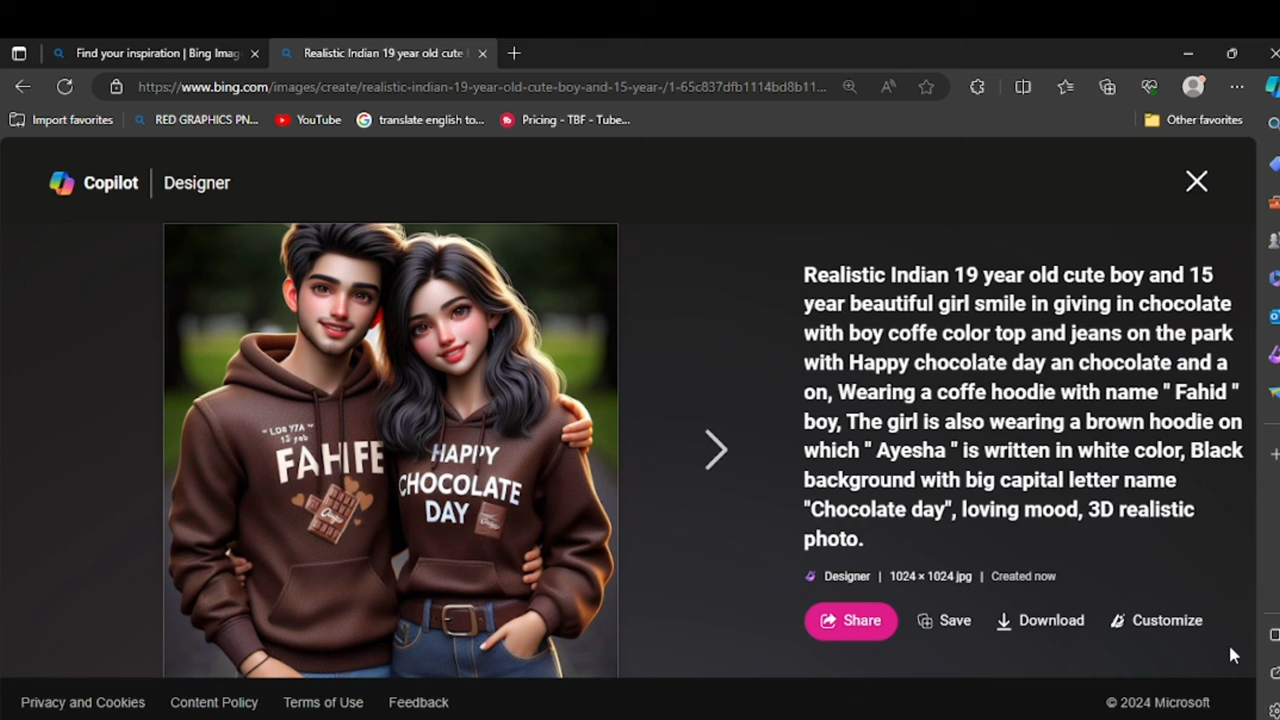 Find your inspiration | Bing Imag
Realistic Indian 19 year old cute
https://www.bing.com/images/create/realistic-indian-19-year-old-cute-boy-and-15-year-/1-65c837dfb1114bd8b11...
Import favorites
RED GRAPHICS PN...
YouTube
translate english to...
Pricing - TBF - Tube...
Other favorites
Copilot | Designer
Realistic Indian 19 year old cute boy and 15
year beautiful girl smile in giving in chocolate
with boy coffe color top and jeans on the park
with Happy chocolate day an chocolate and a
on, Wearing a coffe hoodie with name " Fahid "
boy, The girl is also wearing a brown hoodie on
which " Ayesha " is written in white color, Black
background with big capital letter name
"Chocolate day", loving mood, 3D realistic
photo.
Designer | 1024 × 1024 jpg | Created now
Share
Save
Download
Customize
FAHIFE
HAPPY
CHOCOLATE
DAY
Privacy and Cookies
Content Policy
Terms of Use
Feedback
© 2024 Microsoft